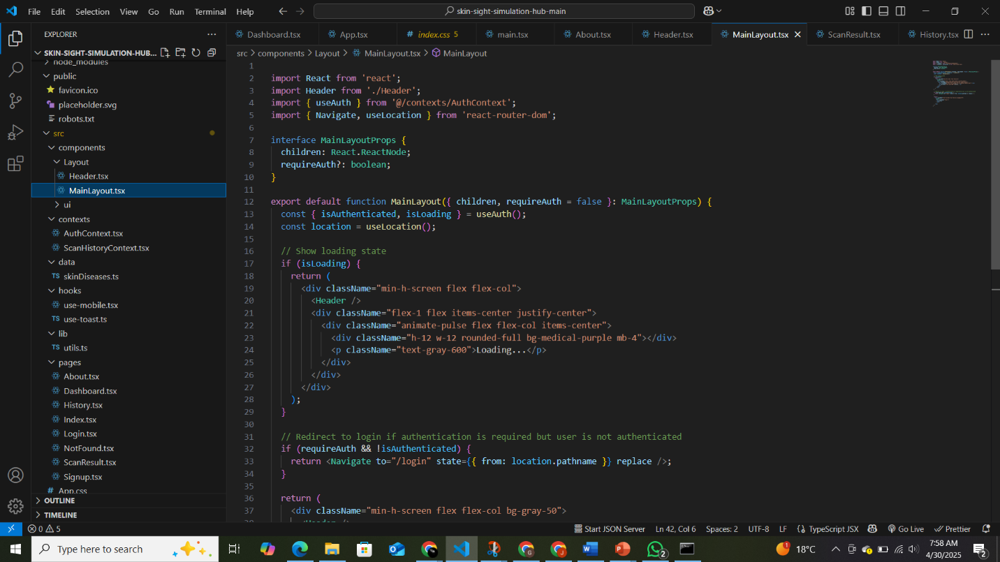 File Edit Selection View Go Run Terminal Help
skin-sight-simulation-hub-main
EXPLORER
SKIN-SIGHT-SIMULATION-HUB...
node_modules
public
favicon.ico
placeholder.svg
robots.txt
src
components
Layout
Header.tsx
MainLayout.tsx
ui
contexts
AuthContext.tsx
ScanHistoryContext.tsx
data
TS skinDiseases.ts
hooks
use-mobile.tsx
TS use-toast.ts
lib
TS utils.ts
pages
About.tsx
Dashboard.tsx
History.tsx
Index.tsx
Login.tsx
NotFound.tsx
ScanResult.tsx
Signup.tsx
# App.css
OUTLINE
TIMELINE
Dashboard.tsx App.tsx # index.css 5 main.tsx About.tsx Header.tsx MainLayout.tsx ScanResult.tsx History.tsx
src > components > Layout > MainLayout.tsx > MainLayout
1
2 import React from 'react';
3 import Header from './Header';
4 import { useAuth } from '@/contexts/AuthContext';
5 import { Navigate, useLocation } from 'react-router-dom';
6
7 interface MainLayoutProps {
8 children: React.ReactNode;
9 requireAuth?: boolean;
10 }
11
12 export default function MainLayout({ children, requireAuth = false }: MainLayoutProps) {
13 const { isAuthenticated, isLoading } = useAuth();
14 const location = useLocation();
15
16 // Show loading state
17 if (isLoading) {
18 return (
19 <div className="min-h-screen flex flex-col">
20 <Header />
21 <div className="flex-1 flex items-center justify-center">
22 <div className="animate-pulse flex flex-col items-center">
23 <div className="h-12 w-12 rounded-full bg-medical-purple mb-4"></div>
24 <p className="text-gray-600">Loading...</p>
25 </div>
26 </div>
27 </div>
28 );
29 }
30
31 // Redirect to login if authentication is required but user is not authenticated
32 if (requireAuth && !isAuthenticated) {
33 return <Navigate to="/login" state={{ from: location.pathname }} replace />;
34 }
35
36 return (
37 <div className="min-h-screen flex flex-col bg-gray-50">
38 <Header />
0 5 Start JSON Server Ln 42, Col 6 Spaces: 2 UTF-8 LF {} TypeScript JSX Go Live Prettier
Type here to search
2
1 18°C
7:58 AM
4/30/2025
2